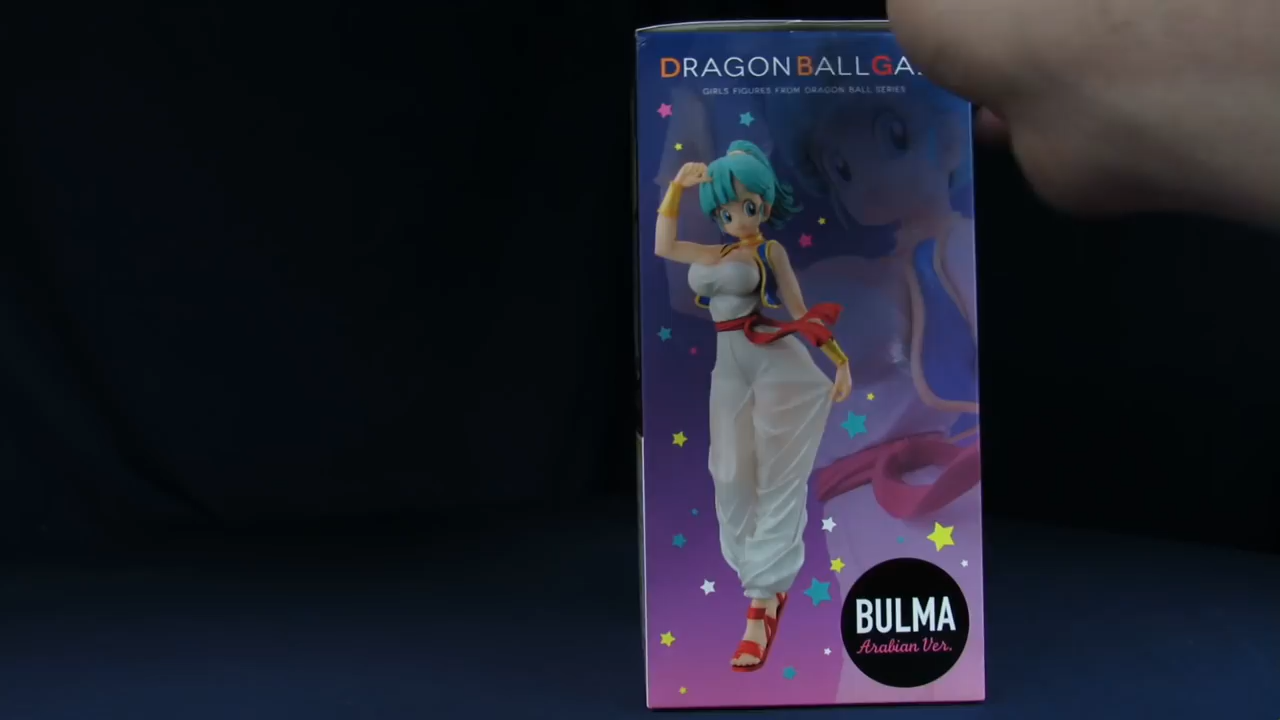 DRAGONBALLGA
GIRLS FIGURES FROM DRAGON BALL SERIES
BULMA
Arabian Ver.